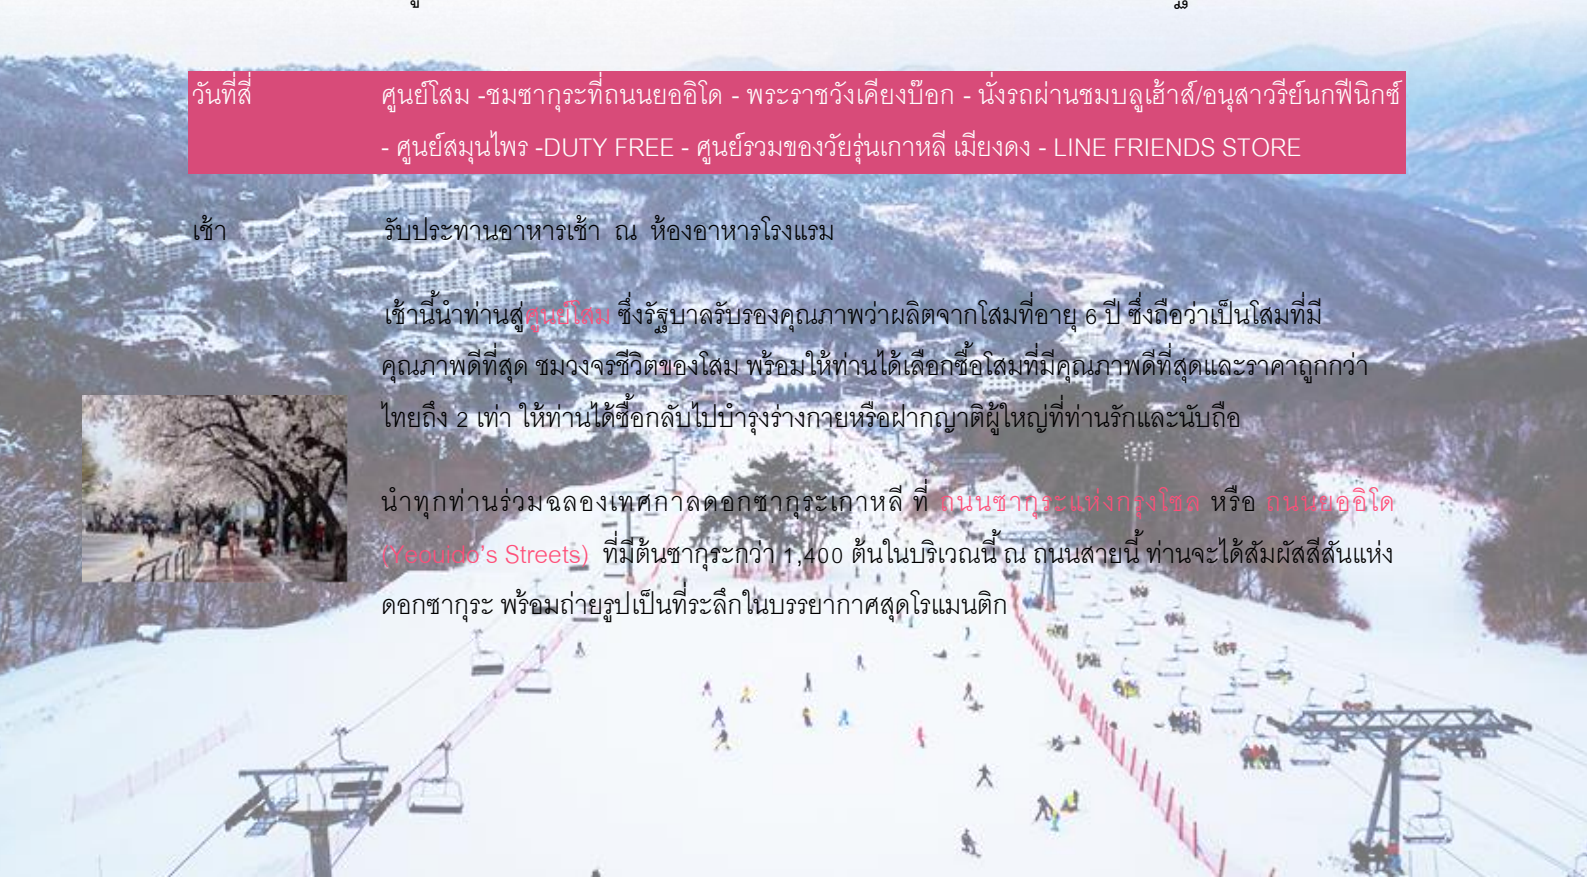 วันที่สี่ ศูนย์โสม -ชมซากุระที่ถนนยออิโด - พระราชวังเคียงบ๊อก - นั่งรถผ่านชมบลูเฮ้าส์/อนุสาวรีย์นกฟีนิกซ์
- ศูนย์สมุนไพร -DUTY FREE - ศูนย์รวมของวัยรุ่นเกาหลี เมียงดง - LINE FRIENDS STORE
เช้า รับประทานอาหารเช้า ณ ห้องอาหารโรงแรม
เช้านี้นำท่านสู่ศูนย์โสม ซึ่งรัฐบาลรับรองคุณภาพว่าผลิตจากโสมที่อายุ 6 ปี ซึ่งถือว่าเป็นโสมที่มี
คุณภาพดีที่สุด ชมวงจรชีวิตของโสม พร้อมให้ท่านได้เลือกซื้อโสมที่มีคุณภาพดีที่สุดและราคาถูกกว่า
ไทยถึง 2 เท่า ให้ท่านได้ซื้อกลับไปบำรุงร่างกายหรือฝากญาติผู้ใหญ่ที่ท่านรักและนับถือ
นำทุกท่านร่วมฉลองเทศกาลดอกซากุระเกาหลี ที่ ถนนซากุระแห่งกรุงโซล หรือ ถนนยออิโด
(Yeouido's Streets) ที่มีต้นซากุระกว่า 1,400 ต้นในบริเวณนี้ ณ ถนนสายนี้ ท่านจะได้สัมผัสสีสันแห่ง
ดอกซากุระ พร้อมถ่ายรูปเป็นที่ระลึกในบรรยากาศสุดโรแมนติก